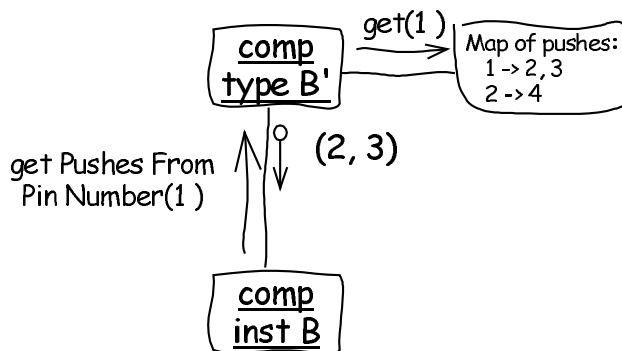 comp
type B'
get(1)
Map of pushes:
1 -> 2, 3
2 -> 4
get Pushes From
Pin Number(1)
(2, 3)
comp
inst B